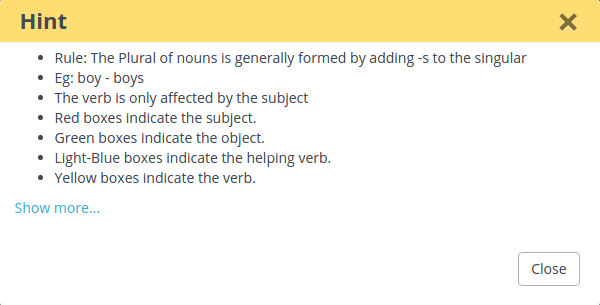 Hint
Rule: The Plural of nouns is generally formed by adding -s to the singular
Eg: boy - boys
The verb is only affected by the subject
Red boxes indicate the subject.
Green boxes indicate the object.
Light-Blue boxes indicate the helping verb.
Yellow boxes indicate the verb.
Show more...
Close